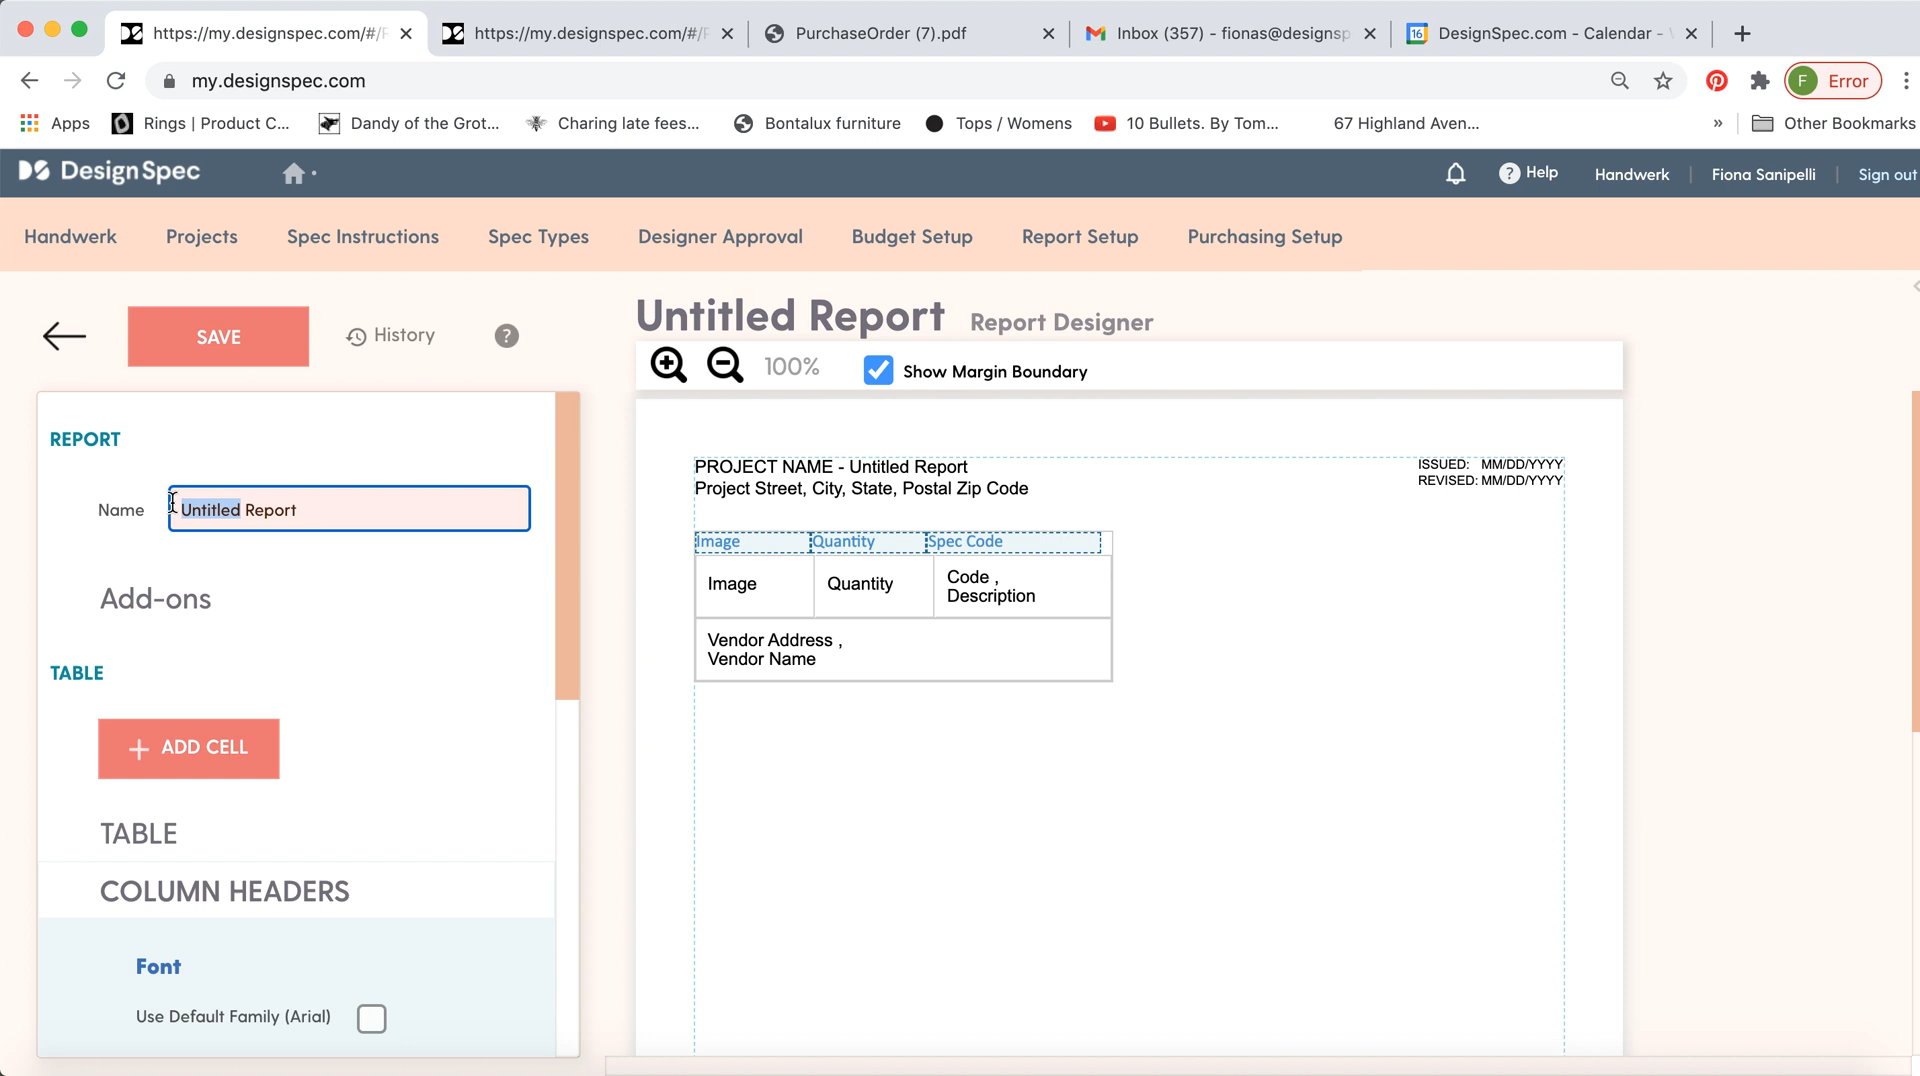 https://my.designspec.com/#/
https://my.designspec.com/#/
PurchaseOrder (7).pdf
Inbox (357) - fionas@designsp
16
DesignSpec.com - Calendar -
my.designspec.com
F
Error
Apps
Rings | Product C...
Dandy of the Grot...
Charing late fees...
Bontalux furniture
Tops / Womens
10 Bullets. By Tom...
67 Highland Aven...
»
Other Bookmarks
DesignSpec
? Help
Handwerk
Fiona Sanipelli
Sign out
Handwerk
Projects
Spec Instructions
Spec Types
Designer Approval
Budget Setup
Report Setup
Purchasing Setup
SAVE
History
?
Untitled Report
Report Designer
100%
Show Margin Boundary
REPORT
Name
Untitled Report
Add-ons
TABLE
+ ADD CELL
TABLE
COLUMN HEADERS
Font
Use Default Family (Arial)
PROJECT NAME - Untitled Report
Project Street, City, State, Postal Zip Code
ISSUED: MM/DD/YYYY
REVISED: MM/DD/YYYY
Image
Quantity
Spec Code
Image
Quantity
Code ,
Description
Vendor Address ,
Vendor Name